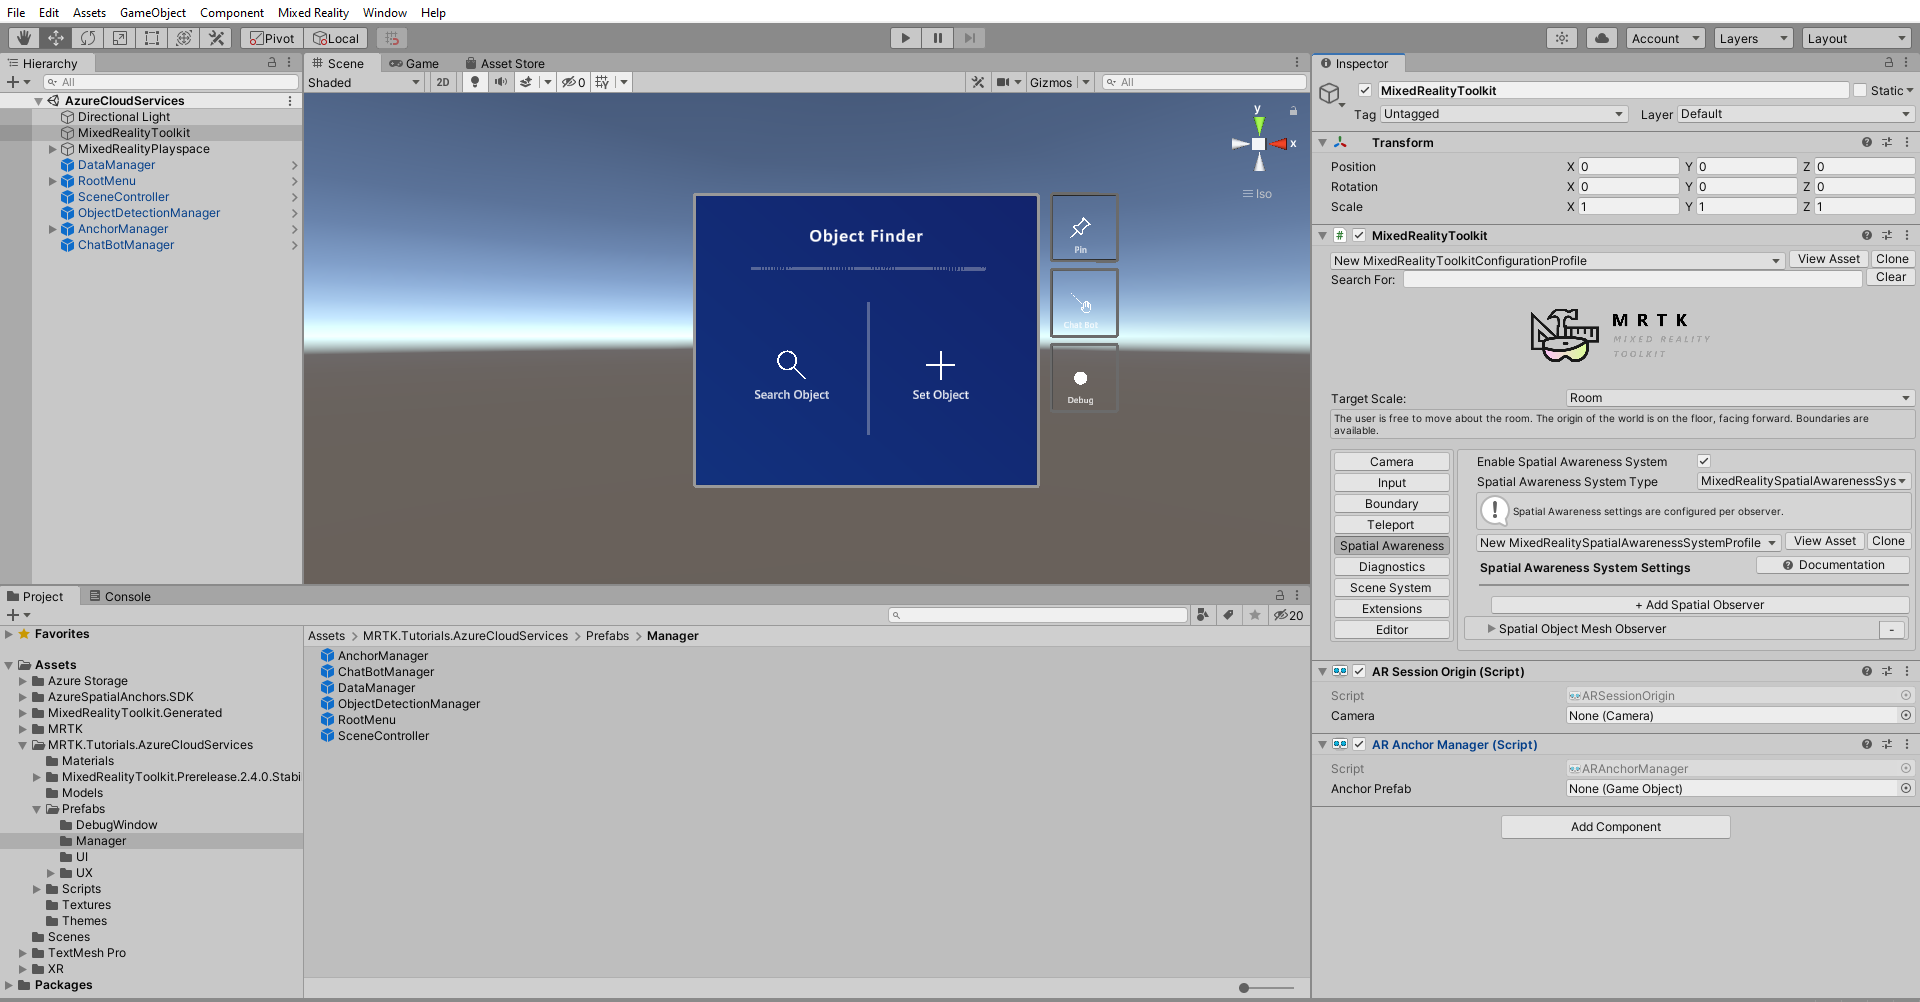 File Edit Assets GameObject Component Mixed Reality Window Help
Pivot Local Account Layers Layout
Hierarchy
All
AzureCloudServices
Directional Light
MixedRealityToolkit
MixedRealityPlayspace
DataManager
RootMenu
SceneController
ObjectDetectionManager
AnchorManager
ChatBotManager
Scene Game Asset Store
Shaded 2D 0 Gizmos All
y
x
Iso
Object Finder
Search Object
Set Object
Pin
Chat Bot
Debug
Project Console
20
Favorites
Assets
Azure Storage
AzureSpatialAnchors.SDK
MixedRealityToolkit.Generated
MRTK
MRTK.Tutorials.AzureCloudServices
Materials
MixedRealityToolkit.Prerelease.2.4.0.Stabi
Models
Prefabs
DebugWindow
Manager
UI
UX
Scripts
Textures
Themes
Scenes
TextMesh Pro
XR
Packages
Assets > MRTK.Tutorials.AzureCloudServices > Prefabs > Manager
AnchorManager
ChatBotManager
DataManager
ObjectDetectionManager
RootMenu
SceneController
Inspector
MixedRealityToolkit Static
Tag Untagged Layer Default
Transform
Position X 0 Y 0 Z 0
Rotation X 0 Y 0 Z 0
Scale X 1 Y 1 Z 1
# MixedRealityToolkit
New MixedRealityToolkitConfigurationProfile View Asset Clone
Search For: Clear
MRTK
MIXED REALITY
TOOLKIT
Target Scale: Room
The user is free to move about the room. The origin of the world is on the floor, facing forward. Boundaries are
available.
Camera
Input
Boundary
Teleport
Spatial Awareness
Diagnostics
Scene System
Extensions
Editor
Enable Spatial Awareness System
Spatial Awareness System Type MixedRealitySpatialAwarenessSys
Spatial Awareness settings are configured per observer.
New MixedRealitySpatialAwarenessSystemProfile View Asset Clone
Spatial Awareness System Settings Documentation
+ Add Spatial Observer
Spatial Object Mesh Observer -
AR Session Origin (Script)
Script ARSessionOrigin
Camera None (Camera)
AR Anchor Manager (Script)
Script ARAnchorManager
Anchor Prefab None (Game Object)
Add Component